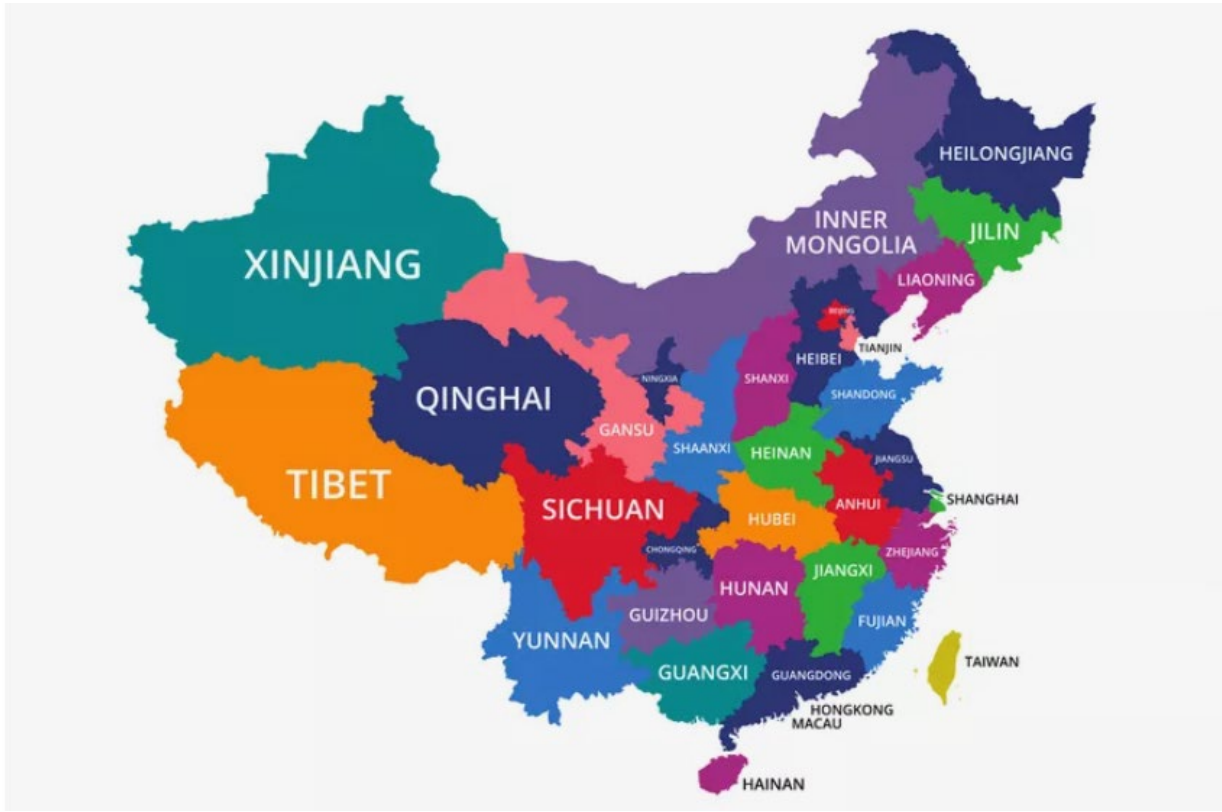 HEILONGJIANG
INNER
MONGOLIA
JILIN
XINJIANG
LIAONING
BEIJING
TIANJIN
HEIBEI
NINGXIA
SHANXI
QINGHAI
SHANDONG
GANSU
SHAANXI
HEINAN
JIANGSU
TIBET
SICHUAN
HUBEI
ANHUI
SHANGHAI
CHONGQING
ZHEJIANG
JIANGXI
HUNAN
GUIZHOU
FUJIAN
YUNNAN
TAIWAN
GUANGXI
GUANGDONG
HONGKONG
MACAU
HAINAN